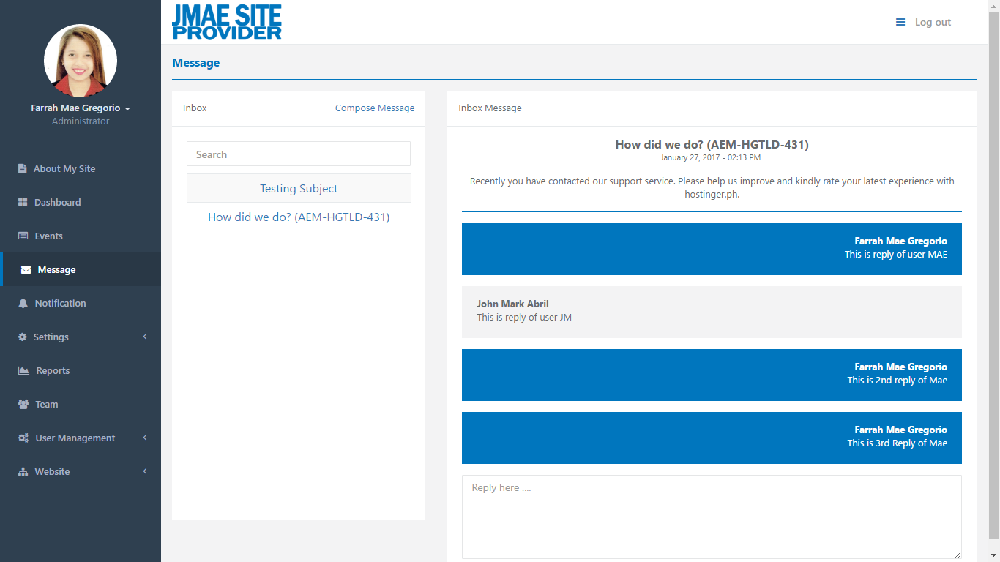 JMAE SITE
PROVIDER
Log out
Farrah Mae Gregorio
Administrator
About My Site
Dashboard
Events
Message
Notification
Settings
Reports
Team
User Management
Website
Message
Inbox
Compose Message
Search
Testing Subject
How did we do? (AEM-HGTLD-431)
Inbox Message
How did we do? (AEM-HGTLD-431)
January 27, 2017 - 02:13 PM
Recently you have contacted our support service. Please help us improve and kindly rate your latest experience with
hostinger.ph.
Farrah Mae Gregorio
This is reply of user MAE
John Mark Abril
This is reply of user JM
Farrah Mae Gregorio
This is 2nd reply of Mae
Farrah Mae Gregorio
This is 3rd Reply of Mae
Reply here ....